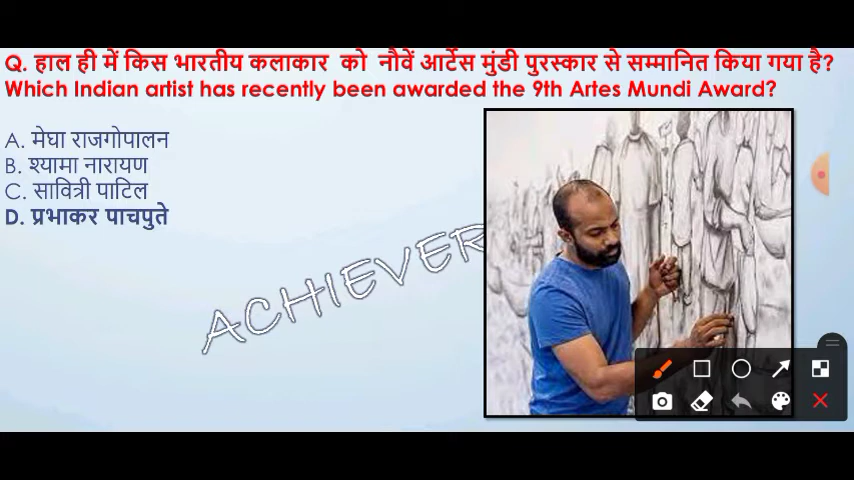 Q. हाल ही में किस भारतीय कलाकार को नौवें आर्टेस मुंडी पुरस्कार से सम्मानित किया गया है?
Which Indian artist has recently been awarded the 9th Artes Mundi Award?
A. मेघा राजगोपालन
B. श्यामा नारायण
C. सावित्री पाटिल
D. प्रभाकर पाचपुते
ACHIEVER